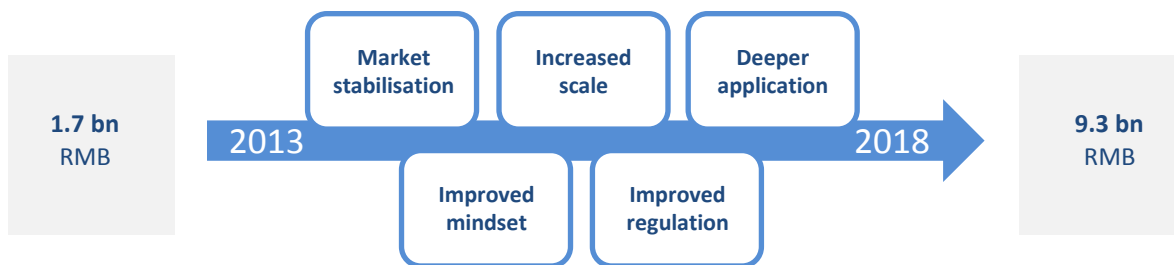 Market
stabilisation
Increased
scale
Deeper
application
1.7 bn
RMB
2013
2018
9.3 bn
RMB
Improved
mindset
Improved
regulation